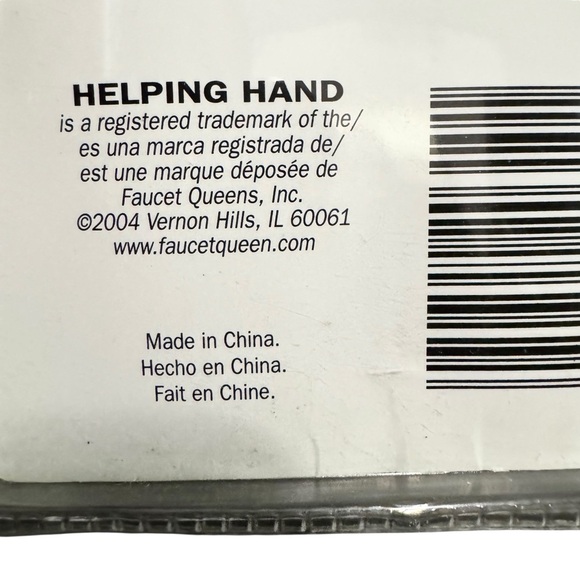 HELPING HAND
is a registered trademark of the/
es una marca registrada de/
est une marque déposée de
Faucet Queens, Inc.
©2004 Vernon Hills, IL 60061
www.faucetqueen.com
Made in China.
Hecho en China.
Fait en Chine.